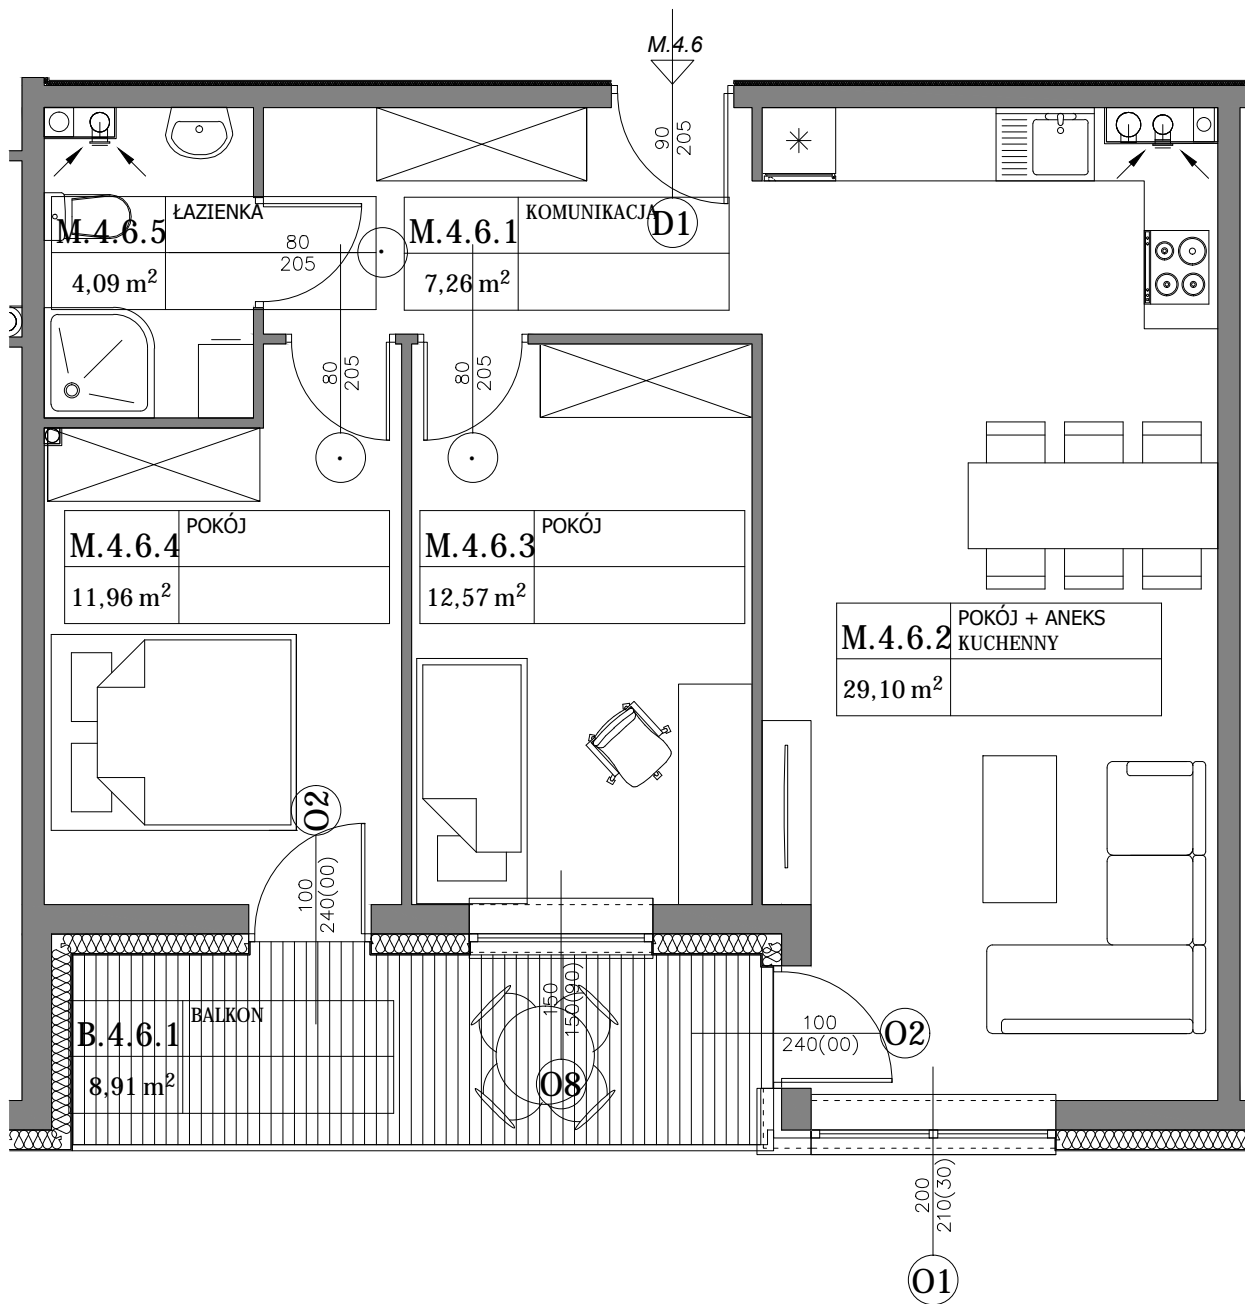 M.4.6
90
205
D1
ŁAZIENKA
M.4.6.5
4,09 m²
80
205
KOMUNIKACJA
M.4.6.1
7,26 m²
80
205
80
205
POKÓJ
M.4.6.4
11,96 m²
POKÓJ
M.4.6.3
12,57 m²
POKÓJ + ANEKS
KUCHENNY
M.4.6.2
29,10 m²
O2
100
240(00)
150
150(90)
O8
BALKON
B.4.6.1
8,91 m²
100
240(00)
O2
200
210(30)
O1